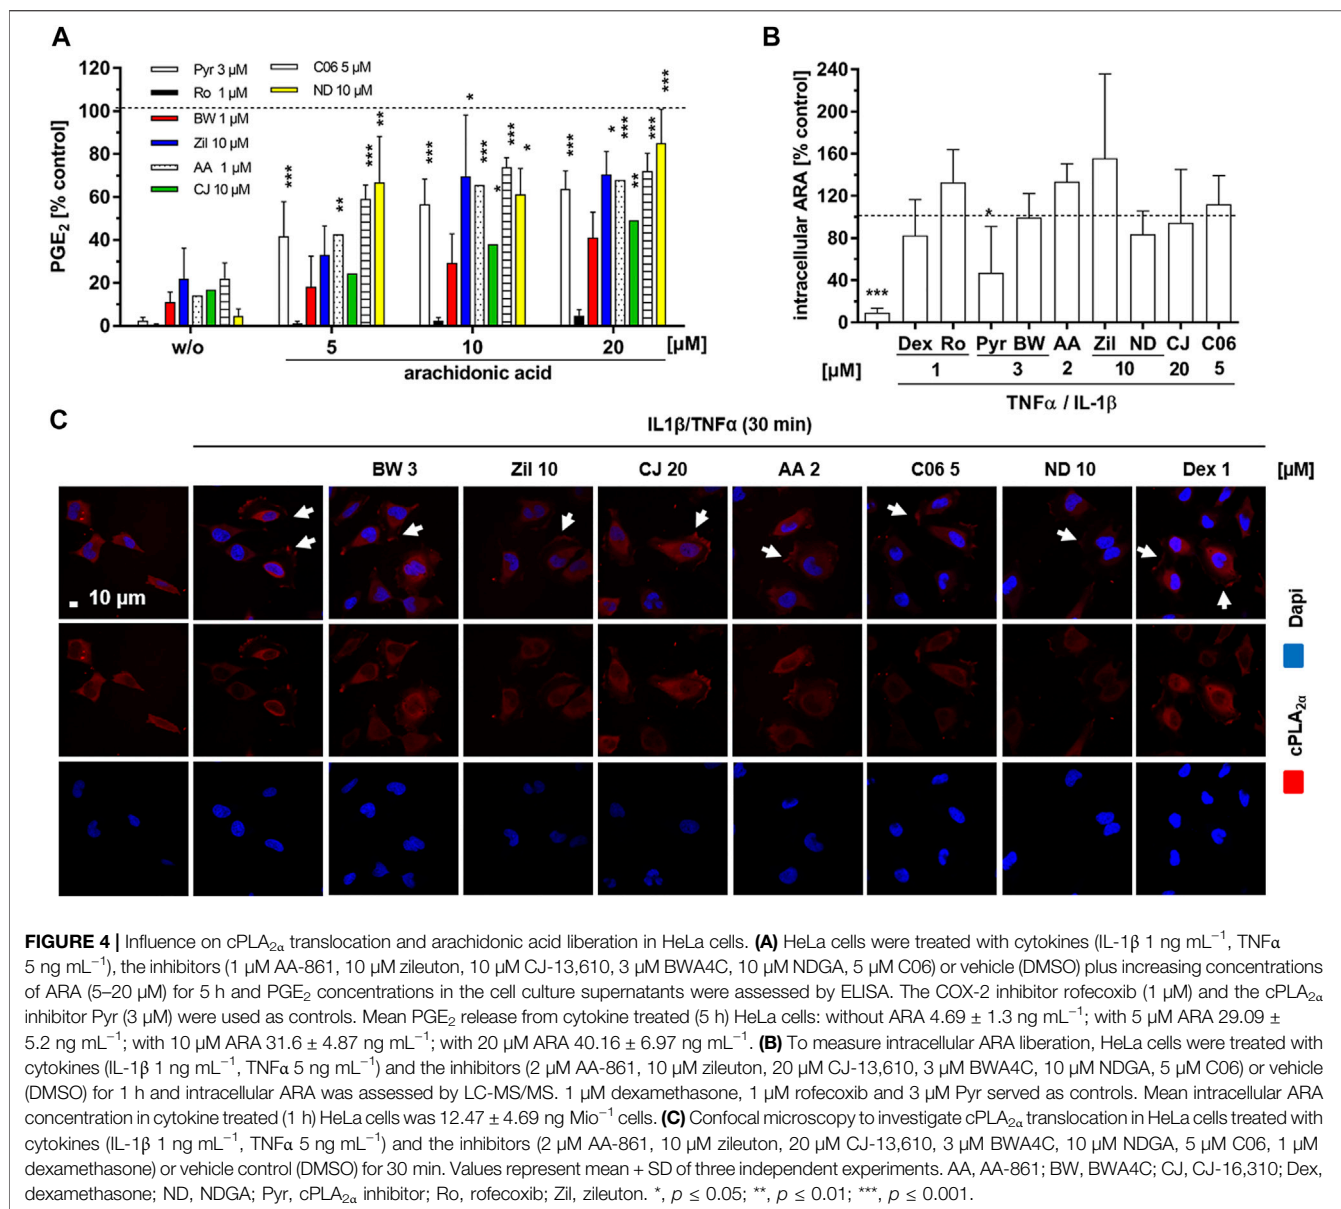 A
PGE2 [% control]
120
100
80
60
40
20
0
Pyr 3 µM
Ro 1 µM
BW 1 µM
Zil 10 µM
AA 1 µM
CJ 10 µM
C06 5 µM
ND 10 µM
*** ** *** **
*** * *** * *** *
*** * *** ** *** ***
w/o 5 10 20 [µM]
arachidonic acid
B
intracellular ARA [% control]
240
200
160
120
80
40
0
*** *
Dex Ro Pyr BW AA Zil ND CJ C06
[µM] 1 3 2 10 20 5
TNFα / IL-1β
C
IL1β/TNFα (30 min)
BW 3 Zil 10 CJ 20 AA 2 C06 5 ND 10 Dex 1 [µM]
10 µm
Dapi
cPLA2α
FIGURE 4 | Influence on cPLA2α translocation and arachidonic acid liberation in HeLa cells. (A) HeLa cells were treated with cytokines (IL-1β 1 ng mL−1, TNFα
5 ng mL−1), the inhibitors (1 µM AA-861, 10 µM zileuton, 10 µM CJ-13,610, 3 µM BWA4C, 10 µM NDGA, 5 µM C06) or vehicle (DMSO) plus increasing concentrations
of ARA (5–20 µM) for 5 h and PGE2 concentrations in the cell culture supernatants were assessed by ELISA. The COX-2 inhibitor rofecoxib (1 µM) and the cPLA2α
inhibitor Pyr (3 µM) were used as controls. Mean PGE2 release from cytokine treated (5 h) HeLa cells: without ARA 4.69 ± 1.3 ng mL−1; with 5 µM ARA 29.09 ±
5.2 ng mL−1; with 10 µM ARA 31.6 ± 4.87 ng mL−1; with 20 µM ARA 40.16 ± 6.97 ng mL−1. (B) To measure intracellular ARA liberation, HeLa cells were treated with
cytokines (IL-1β 1 ng mL−1, TNFα 5 ng mL−1) and the inhibitors (2 µM AA-861, 10 µM zileuton, 20 µM CJ-13,610, 3 µM BWA4C, 10 µM NDGA, 5 µM C06) or vehicle
(DMSO) for 1 h and intracellular ARA was assessed by LC-MS/MS. 1 µM dexamethasone, 1 µM rofecoxib and 3 µM Pyr served as controls. Mean intracellular ARA
concentration in cytokine treated (1 h) HeLa cells was 12.47 ± 4.69 ng Mio−1 cells. (C) Confocal microscopy to investigate cPLA2α translocation in HeLa cells treated with
cytokines (IL-1β 1 ng mL−1, TNFα 5 ng mL−1) and the inhibitors (2 µM AA-861, 10 µM zileuton, 20 µM CJ-13,610, 3 µM BWA4C, 10 µM NDGA, 5 µM C06, 1 µM
dexamethasone) or vehicle control (DMSO) for 30 min. Values represent mean + SD of three independent experiments. AA, AA-861; BW, BWA4C; CJ, CJ-16,310; Dex,
dexamethasone; ND, NDGA; Pyr, cPLA2α inhibitor; Ro, rofecoxib; Zil, zileuton. *, p ≤ 0.05; **, p ≤ 0.01; ***, p ≤ 0.001.